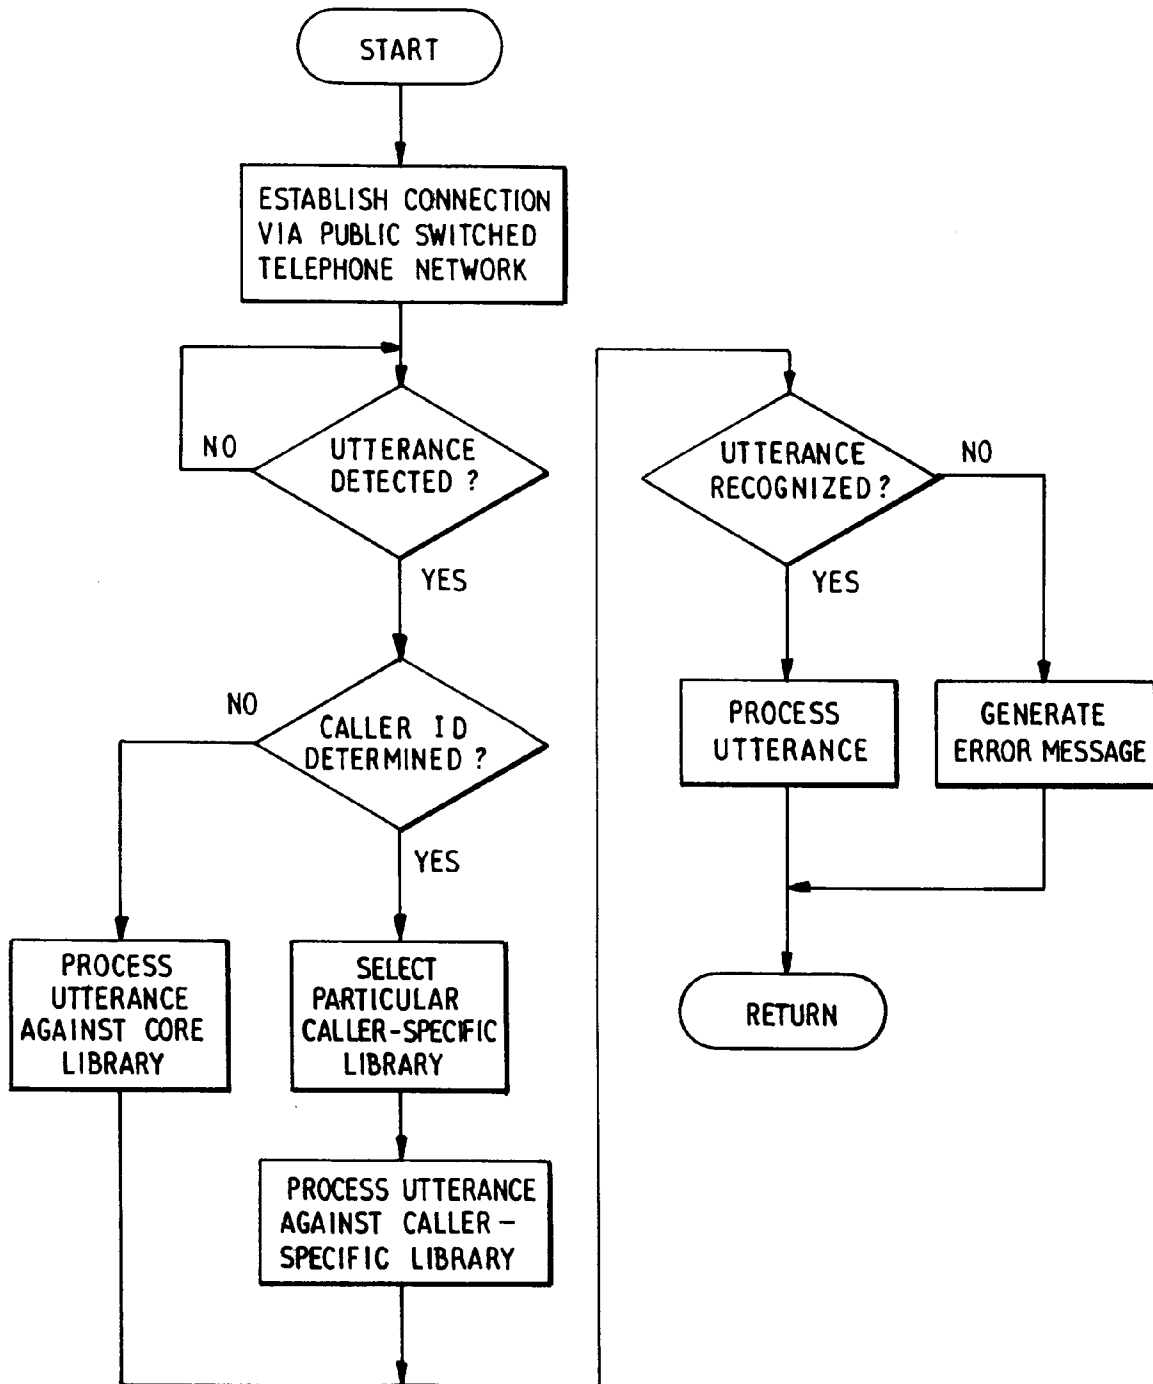 START
ESTABLISH CONNECTION
VIA PUBLIC SWITCHED
TELEPHONE NETWORK
NO
UTTERANCE
DETECTED ?
YES
NO
CALLER ID
DETERMINED ?
YES
PROCESS
UTTERANCE
AGAINST CORE
LIBRARY
SELECT
PARTICULAR
CALLER-SPECIFIC
LIBRARY
PROCESS UTTERANCE
AGAINST CALLER-
SPECIFIC LIBRARY
UTTERANCE
RECOGNIZED ?
NO
YES
PROCESS
UTTERANCE
GENERATE
ERROR MESSAGE
RETURN